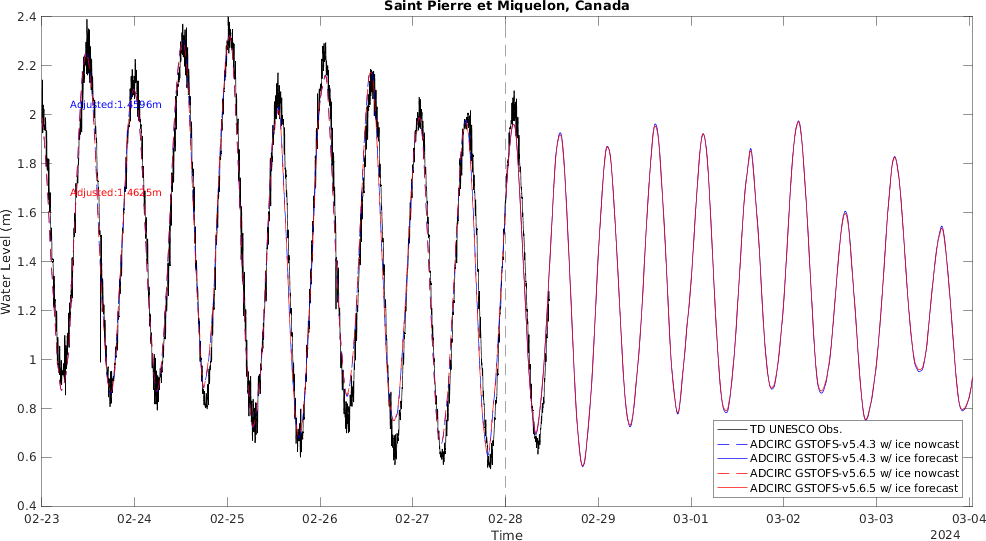 Saint Pierre et Miquelon, Canada
2.4
2.2
2
1.8
1.6
1.4
1.2
1
0.8
0.6
0.4
Water Level (m)
Adjusted:1.4596m
Adjusted:1.4625m
TD UNESCO Obs.
ADCIRC GSTOFS-v5.4.3 w/ ice nowcast
ADCIRC GSTOFS-v5.4.3 w/ ice forecast
ADCIRC GSTOFS-v5.6.5 w/ ice nowcast
ADCIRC GSTOFS-v5.6.5 w/ ice forecast
02-23 02-24 02-25 02-26 02-27 02-28 02-29 03-01 03-02 03-03 03-04
Time
2024